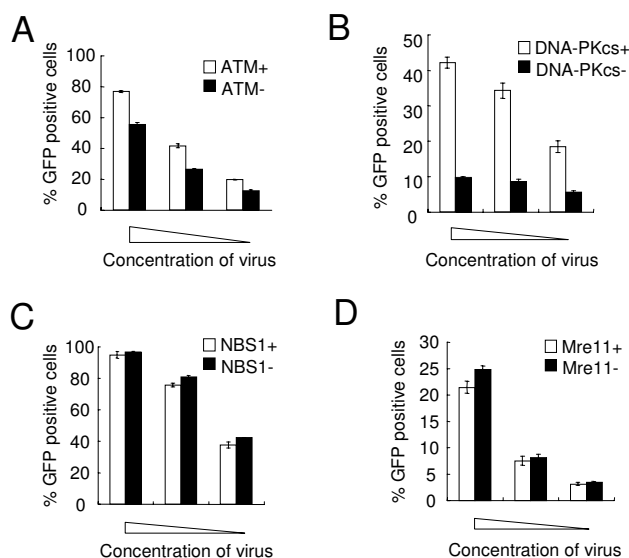 A
% GFP positive cells
100
80
60
40
20
0
ATM+
ATM-
Concentration of virus
B
% GFP positive cells
50
40
30
20
10
0
DNA-PKcs+
DNA-PKcs-
Concentration of virus
C
% GFP positive cells
100
80
60
40
20
0
NBS1+
NBS1-
Concentration of virus
D
% GFP positive cells
25
20
15
10
5
0
Mre11+
Mre11-
Concentration of virus